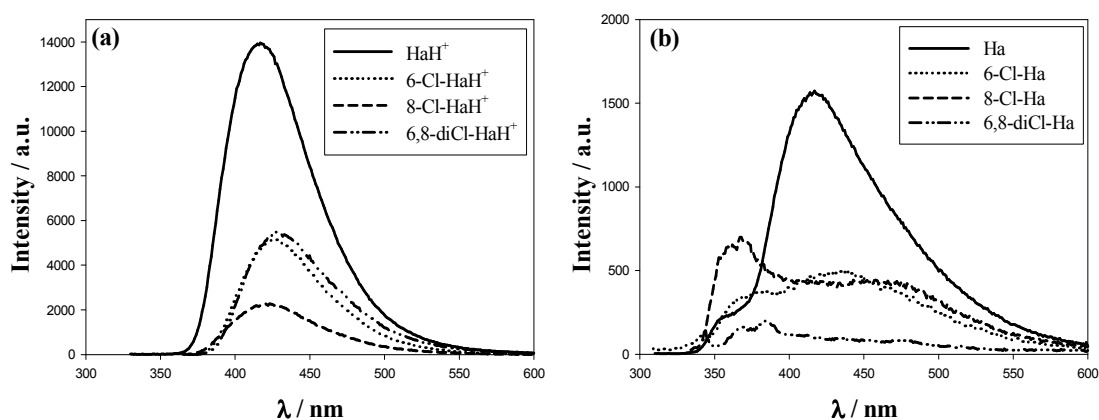 (a)
HaH⁺
6-Cl-HaH⁺
8-Cl-HaH⁺
6,8-diCl-HaH⁺
14000
12000
10000
8000
6000
4000
2000
0
Intensity / a.u.
300 350 400 450 500 550 600
λ / nm
(b)
Ha
6-Cl-Ha
8-Cl-Ha
6,8-diCl-Ha
2000
1500
1000
500
0
Intensity / a.u.
300 350 400 450 500 550 600
λ / nm